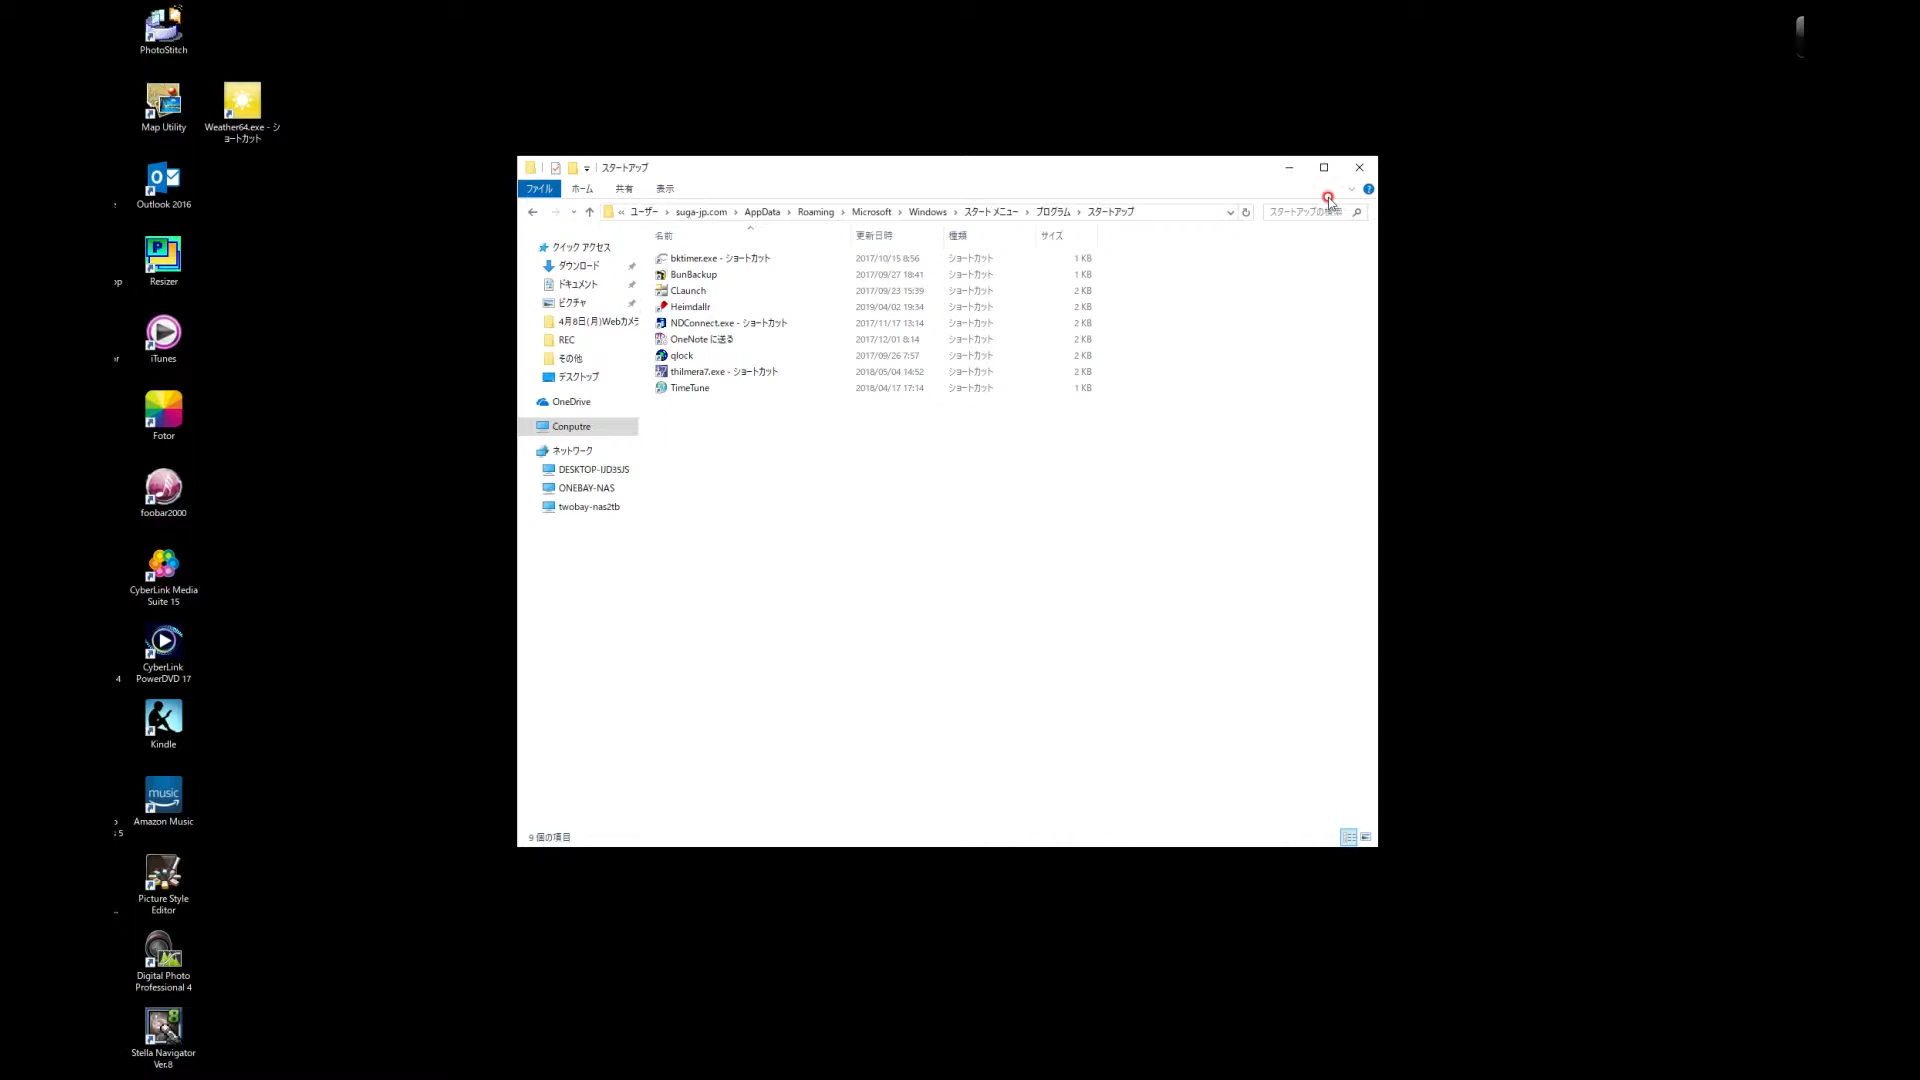 PhotoStitch
Map Utility
Weather64.exe - シ
ョートカット
Outlook 2016
Resizer
iTunes
Fotor
foobar2000
CyberLink Media
Suite 15
CyberLink
PowerDVD 17
Kindle
music
Amazon Music
Picture Style
Editor
Digital Photo
Professional 4
Stella Navigator
Ver.8
スタートアップ
ファイル ホーム 共有 表示
« ユーザー › suga-jp.com › AppData › Roaming › Microsoft › Windows › スタート メニュー › プログラム › スタートアップ
スタートアップの検索
名前 更新日時 種類 サイズ
クイック アクセス
ダウンロード
ドキュメント
ピクチャ
4月8日(月)Webカメラ
REC
その他
デスクトップ
OneDrive
Conputre
ネットワーク
DESKTOP-IJD35JS
ONEBAY-NAS
twobay-nas2tb
bktimer.exe - ショートカット 2017/10/15 8:56 ショートカット 1 KB
BunBackup 2017/09/27 18:41 ショートカット 1 KB
CLaunch 2017/09/23 15:39 ショートカット 2 KB
Heimdallr 2019/04/02 19:34 ショートカット 2 KB
NDConnect.exe - ショートカット 2017/11/17 13:14 ショートカット 2 KB
OneNote に送る 2017/12/01 8:14 ショートカット 2 KB
qlock 2017/09/26 7:57 ショートカット 2 KB
thilmera7.exe - ショートカット 2018/05/04 14:52 ショートカット 2 KB
TimeTune 2018/04/17 17:14 ショートカット 1 KB
9 個の項目